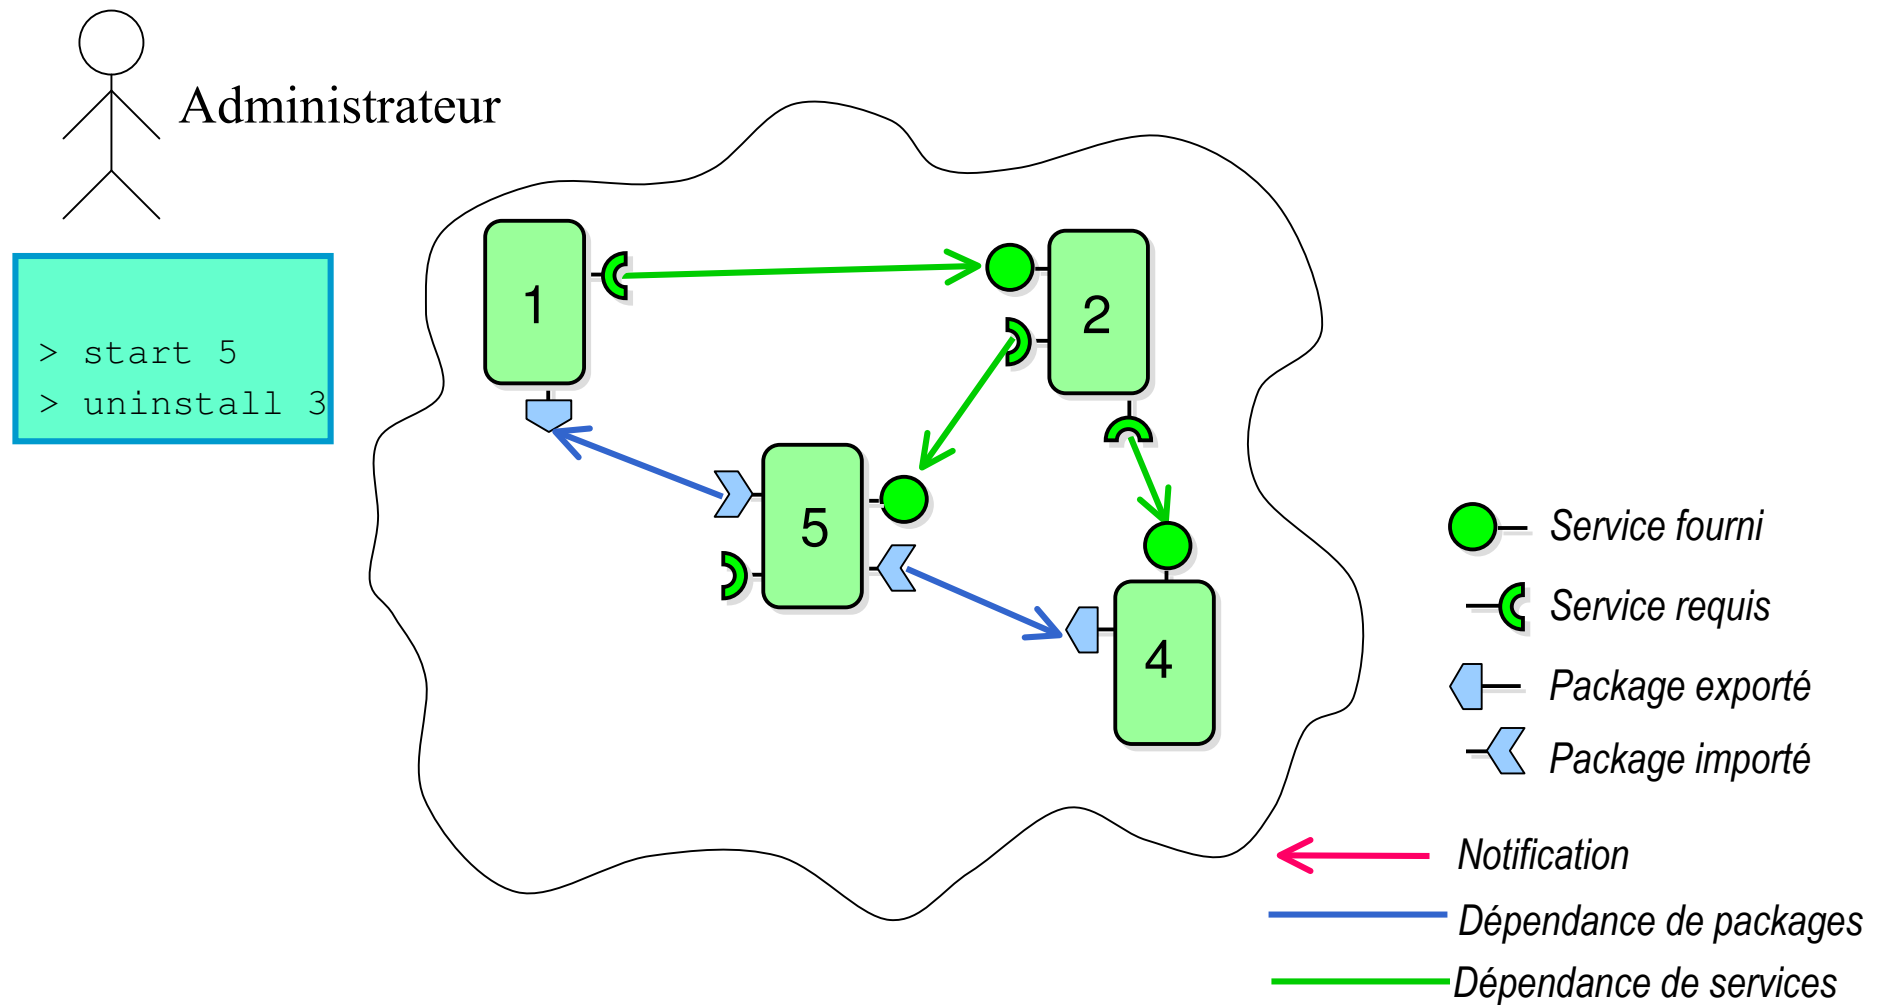 Administrateur
> start 5
> uninstall 3
1
2
5
4
Service fourni
Service requis
Package exporté
Package importé
Notification
Dépendance de packages
Dépendance de services